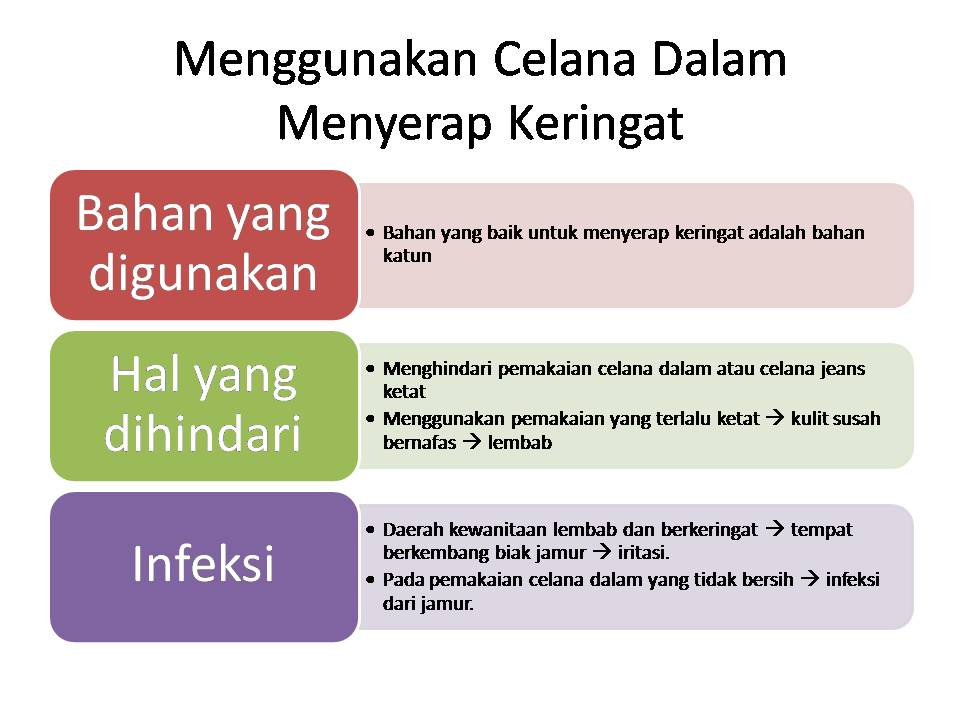 Menggunakan Celana Dalam
Menyerap Keringat
Bahan yang
digunakan
• Bahan yang baik untuk menyerap keringat adalah bahan
katun
Hal yang
dihindari
• Menghindari pemakaian celana dalam atau celana jeans
ketat
• Menggunakan pemakaian yang terlalu ketat → kulit susah
bernafas → lembab
Infeksi
• Daerah kewanitaan lembab dan berkeringat → tempat
berkembang biak jamur → iritasi.
• Pada pemakaian celana dalam yang tidak bersih → infeksi
dari jamur.